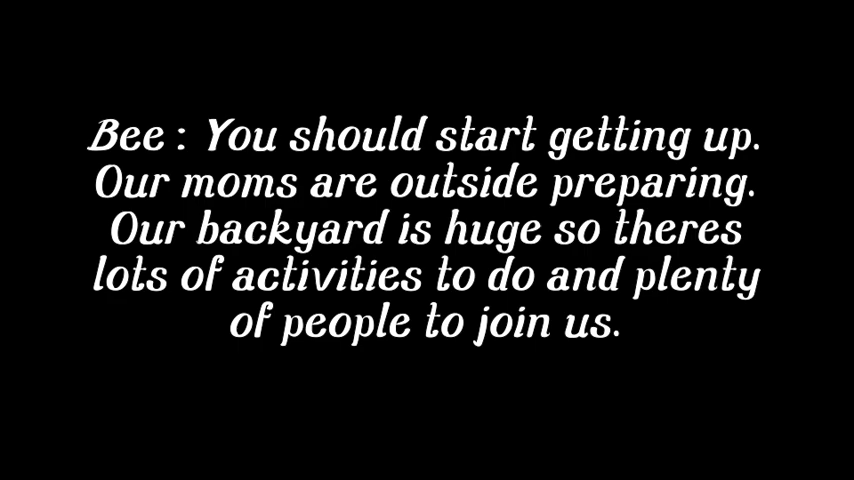 Bee : You should start getting up.
Our moms are outside preparing.
Our backyard is huge so theres
lots of activities to do and plenty
of people to join us.